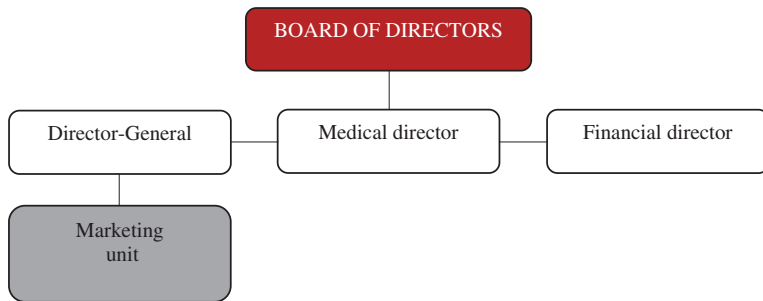 BOARD OF DIRECTORS
Director-General
Medical director
Financial director
Marketing
unit